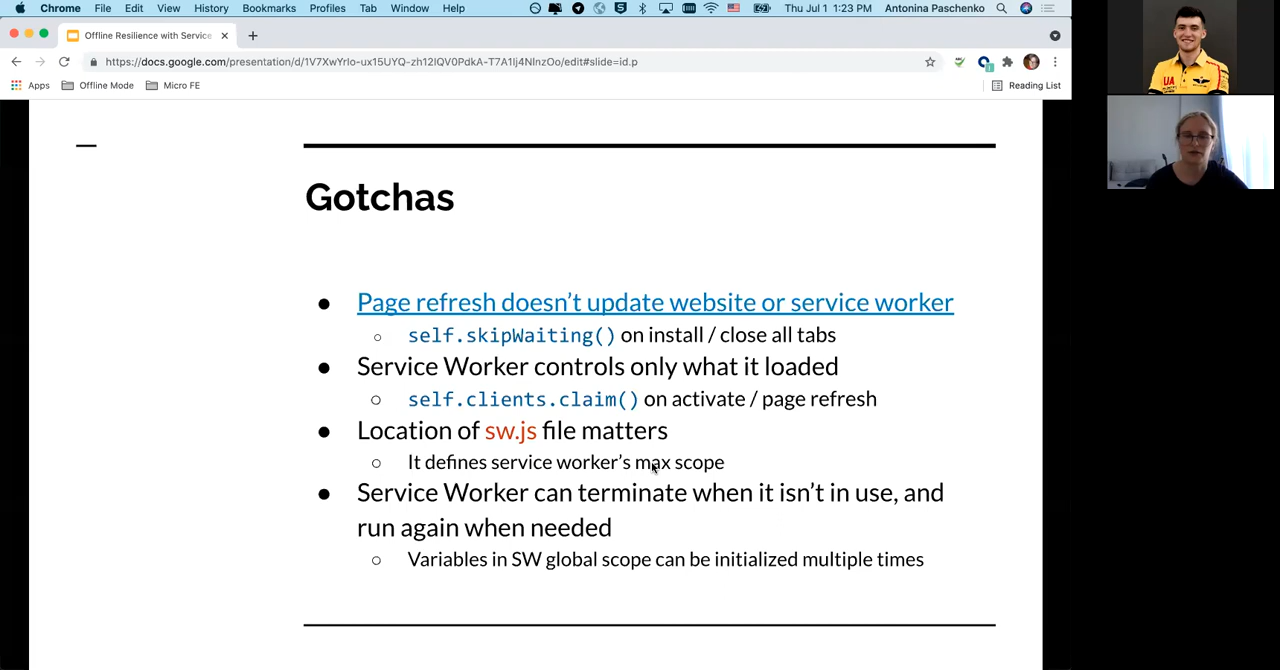 Chrome File Edit View History Bookmarks Profiles Tab Window Help Thu Jul 1 1:23 PM Antonina Paschenko
Offline Resilience with Service
https://docs.google.com/presentation/d/1V7XwYrIo-ux15UYQ-zh12IQV0PdkA-T7A1Ij4NInzOo/edit#slide=id.p
Apps Offline Mode Micro FE Reading List
Gotchas
Page refresh doesn't update website or service worker
self.skipWaiting() on install / close all tabs
Service Worker controls only what it loaded
self.clients.claim() on activate / page refresh
Location of sw.js file matters
It defines service worker's max scope
Service Worker can terminate when it isn't in use, and
run again when needed
Variables in SW global scope can be initialized multiple times
UA